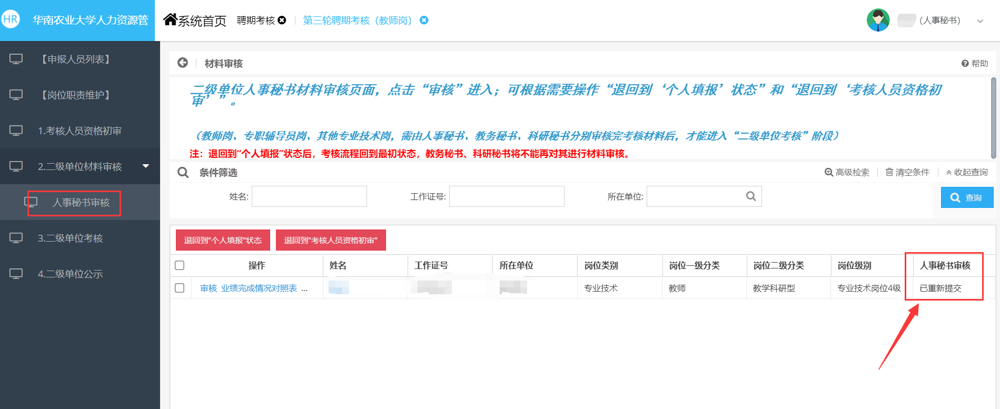 HR 华南农业大学人力资源管
系统首页 聘期考核 第三轮聘期考核（教师岗）
(人事秘书)
【申报人员列表】
【岗位职责维护】
1.考核人员资格初审
2.二级单位材料审核
人事秘书审核
3.二级单位考核
4.二级单位公示
材料审核
帮助
二级单位人事秘书材料审核页面，点击“审核”进入；可根据需要操作“退回到‘个人填报’状态”和“退回到‘考核人员资格初
审’”。
（教师岗、专职辅导员岗、其他专业技术岗，需由人事秘书、教务秘书、科研秘书分别审核完考核材料后，才能进入“二级单位考核”阶段）
注：退回到“个人填报”状态后，考核流程回到最初状态，教务秘书、科研秘书将不能再对其进行材料审核。
条件筛选 高级检索 清空条件 收起查询
姓名: 工作证号: 所在单位: 查询
退回到"个人填报"状态 退回到"考核人员资格初审"
操作 姓名 工作证号 所在单位 岗位类别 岗位一级分类 岗位二级分类 岗位级别 人事秘书审核
审核 业绩完成情况对照表 ... 专业技术 教师 教学科研型 专业技术岗位4级 已重新提交